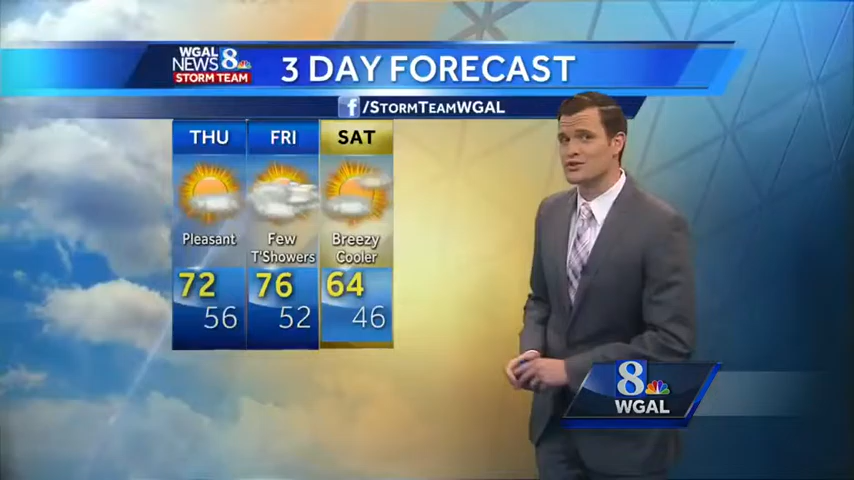 WGAL
NEWS 8
STORM TEAM
3 DAY FORECAST
f /STORMTEAMWGAL
THU FRI SAT
Pleasant Few T'Showers Breezy Cooler
72 76 64
56 52 46
8
WGAL